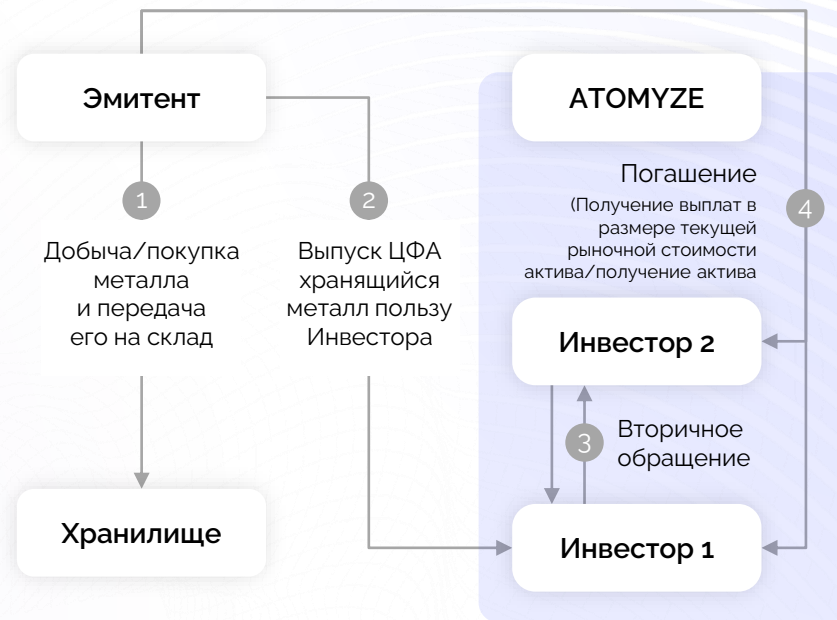 Эмитент
ATOMYZE
1
2
4
Добыча/покупка
металла
и передача
его на склад
Выпуск ЦФА
хранящийся
металл пользу
Инвестора
Погашение
(Получение выплат в
размере текущей
рыночной стоимости
актива/получение актива
Инвестор 2
3
Вторичное
обращение
Хранилище
Инвестор 1